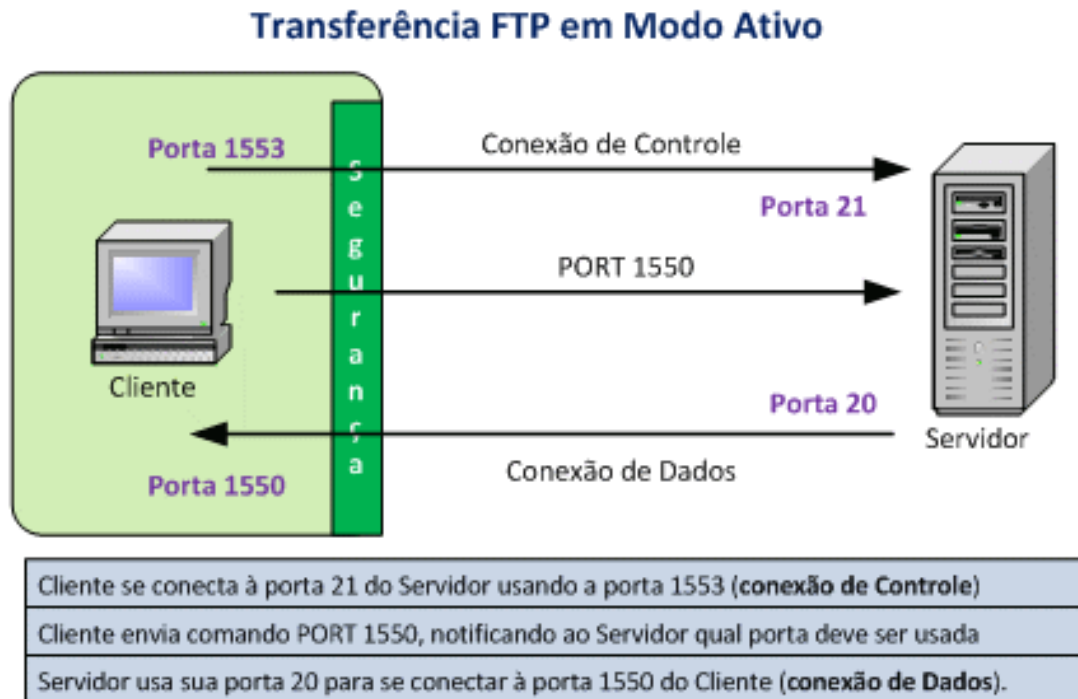 Transferência FTP em Modo Ativo
Porta 1553
Conexão de Controle
Porta 21
Segurança
PORT 1550
Cliente
Porta 20
Servidor
Conexão de Dados
Porta 1550
Cliente se conecta à porta 21 do Servidor usando a porta 1553 (conexão de Controle)
Cliente envia comando PORT 1550, notificando ao Servidor qual porta deve ser usada
Servidor usa sua porta 20 para se conectar à porta 1550 do Cliente (conexão de Dados).